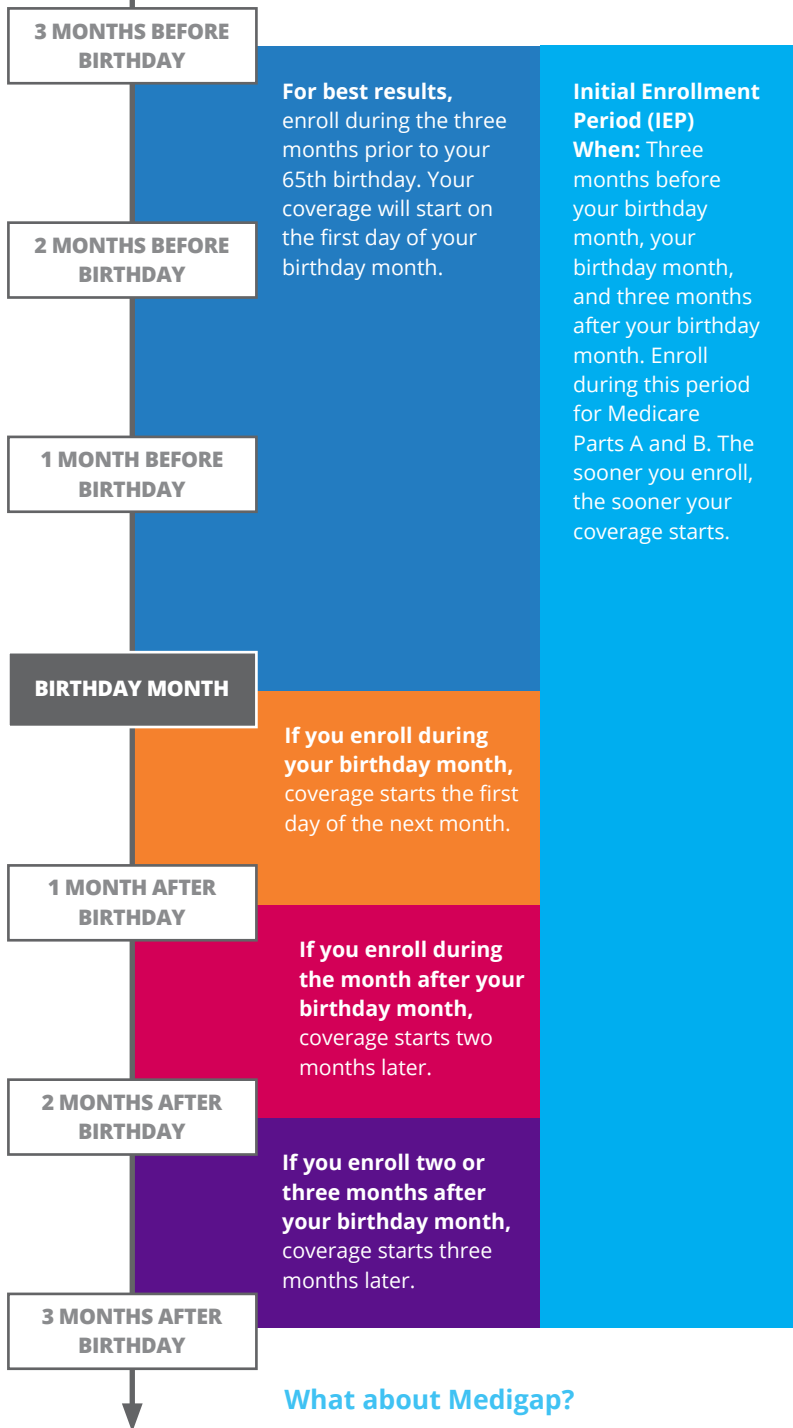 3 MONTHS BEFORE
BIRTHDAY
For best results,
enroll during the three
months prior to your
65th birthday. Your
coverage will start on
the first day of your
birthday month.
Initial Enrollment
Period (IEP)
When: Three
months before
your birthday
month, your
birthday month,
and three months
after your birthday
month. Enroll
during this period
for Medicare
Parts A and B. The
sooner you enroll,
the sooner your
coverage starts.
2 MONTHS BEFORE
BIRTHDAY
1 MONTH BEFORE
BIRTHDAY
BIRTHDAY MONTH
If you enroll during
your birthday month,
coverage starts the first
day of the next month.
1 MONTH AFTER
BIRTHDAY
If you enroll during
the month after your
birthday month,
coverage starts two
months later.
2 MONTHS AFTER
BIRTHDAY
If you enroll two or
three months after
your birthday month,
coverage starts three
months later.
3 MONTHS AFTER
BIRTHDAY
What about Medigap?